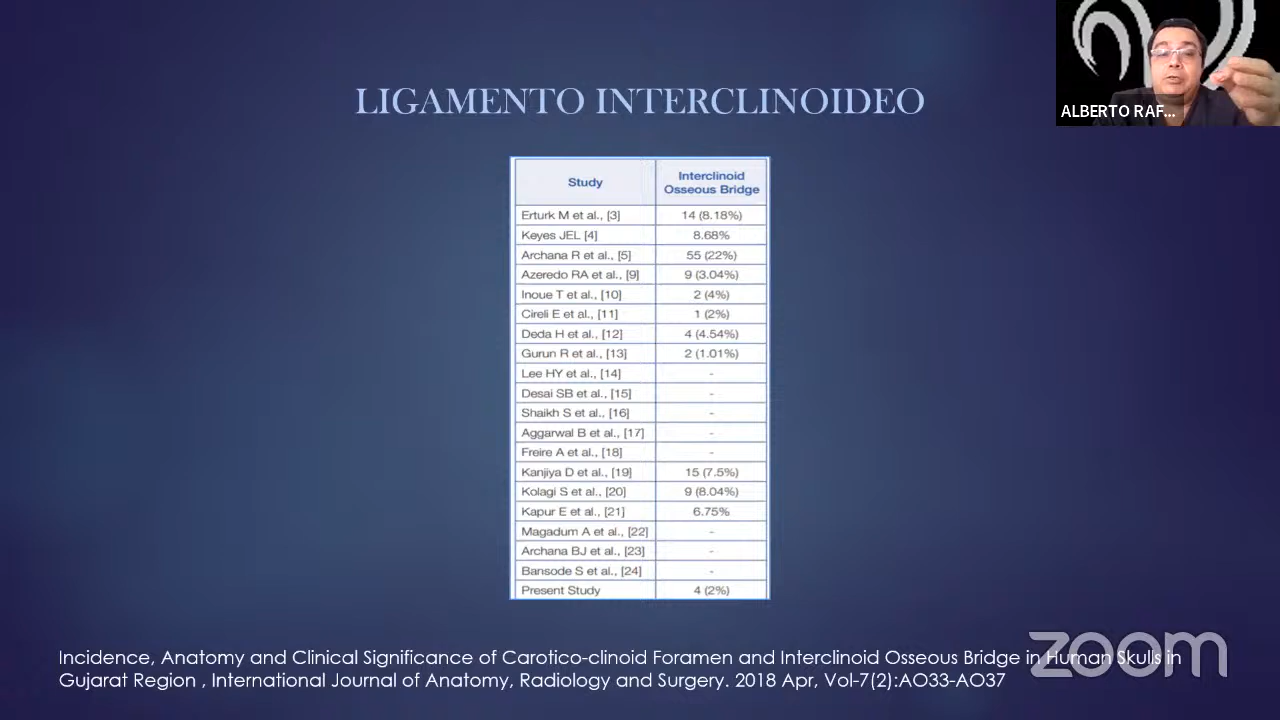 LIGAMENTO INTERCLINOIDEO
ALBERTO RAF...
Study Interclinoid Osseous Bridge
Erturk M et al., [3] 14 (8.18%)
Keyes JEL [4] 8.68%
Archana R et al., [5] 55 (22%)
Azeredo RA et al., [9] 9 (3.04%)
Inoue T et al., [10] 2 (4%)
Cireli E et al., [11] 1 (2%)
Deda H et al., [12] 4 (4.54%)
Gurun R et al., [13] 2 (1.01%)
Lee HY et al., [14] -
Desai SB et al., [15] -
Shaikh S et al., [16] -
Aggarwal B et al., [17] -
Freire A et al., [18] -
Kanjiya D et al., [19] 15 (7.5%)
Kolagi S et al., [20] 9 (8.04%)
Kapur E et al., [21] 6.75%
Magadum A et al., [22] -
Archana BJ et al., [23] -
Bansode S et al., [24] -
Present Study 4 (2%)
Incidence, Anatomy and Clinical Significance of Carotico-clinoid Foramen and Interclinoid Osseous Bridge in Human Skulls in
Gujarat Region , International Journal of Anatomy, Radiology and Surgery. 2018 Apr, Vol-7(2):AO33-AO37
zoom